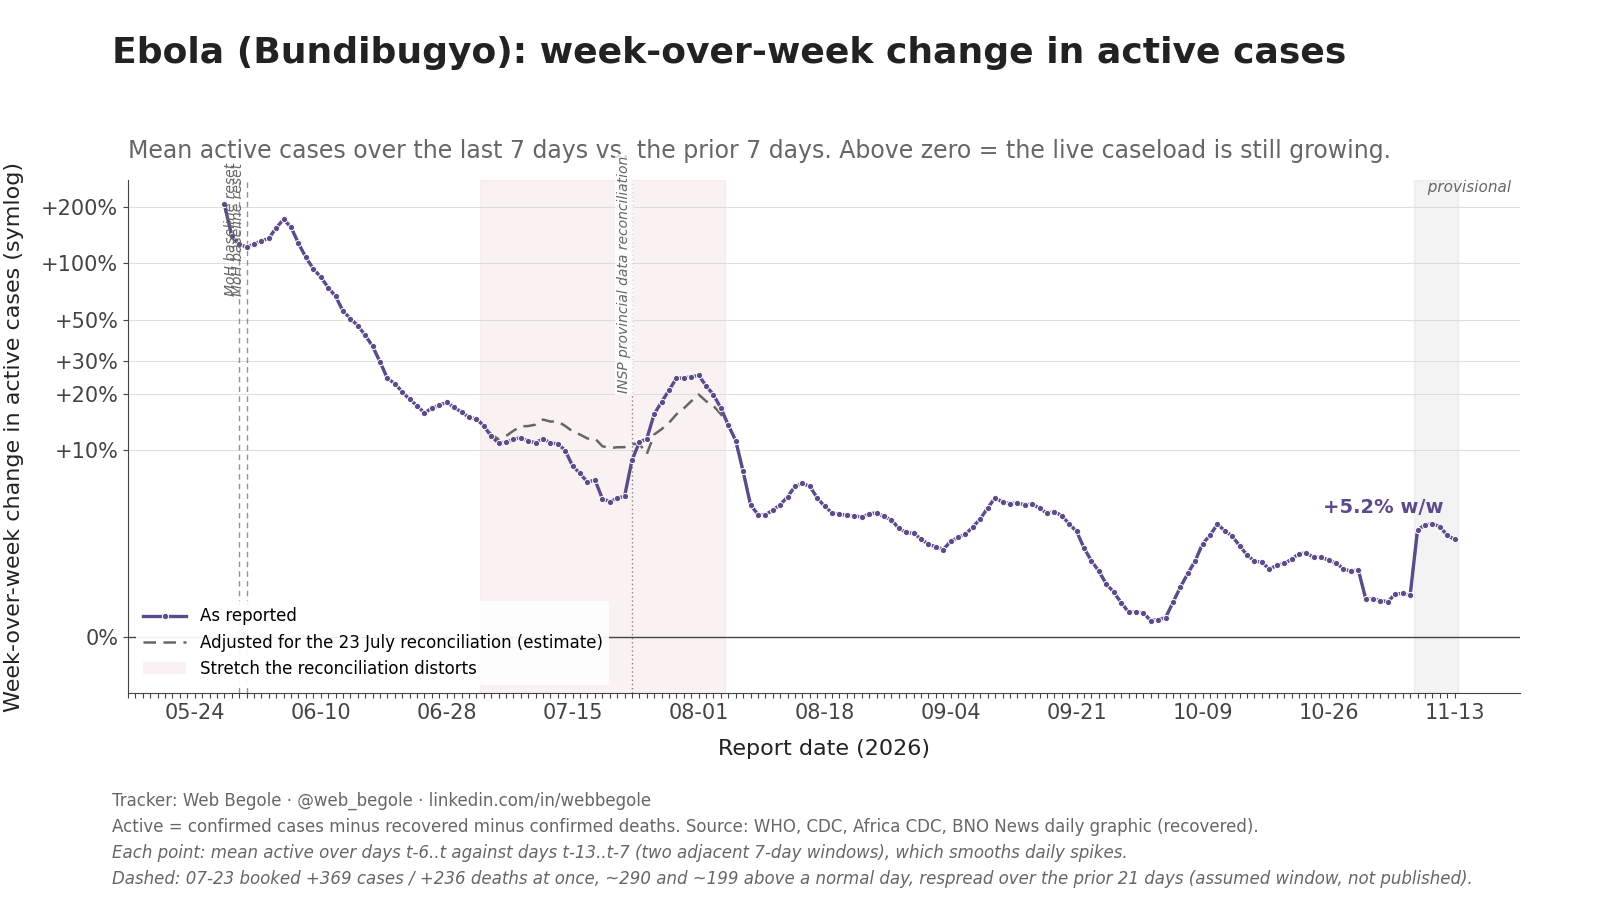 Ebola (Bundibugyo): week-over-week change in active cases
Mean active cases over the last 7 days vs. the prior 7 days. Above zero = the live caseload is still growing.
Week-over-week change in active cases (symlog)
+200%
+100%
+50%
+30%
+20%
+10%
0%
MoH baseline reset
MoH baseline reset
INSP provincial data reconciliation
provisional
+5.2% w/w
As reported
Adjusted for the 23 July reconciliation (estimate)
Stretch the reconciliation distorts
05-24 06-10 06-28 07-15 08-01 08-18 09-04 09-21 10-09 10-26 11-13
Report date (2026)
Tracker: Web Begole · @web_begole · linkedin.com/in/webbegole
Active = confirmed cases minus recovered minus confirmed deaths. Source: WHO, CDC, Africa CDC, BNO News daily graphic (recovered).
Each point: mean active over days t-6..t against days t-13..t-7 (two adjacent 7-day windows), which smooths daily spikes.
Dashed: 07-23 booked +369 cases / +236 deaths at once, ~290 and ~199 above a normal day, respread over the prior 21 days (assumed window, not published).